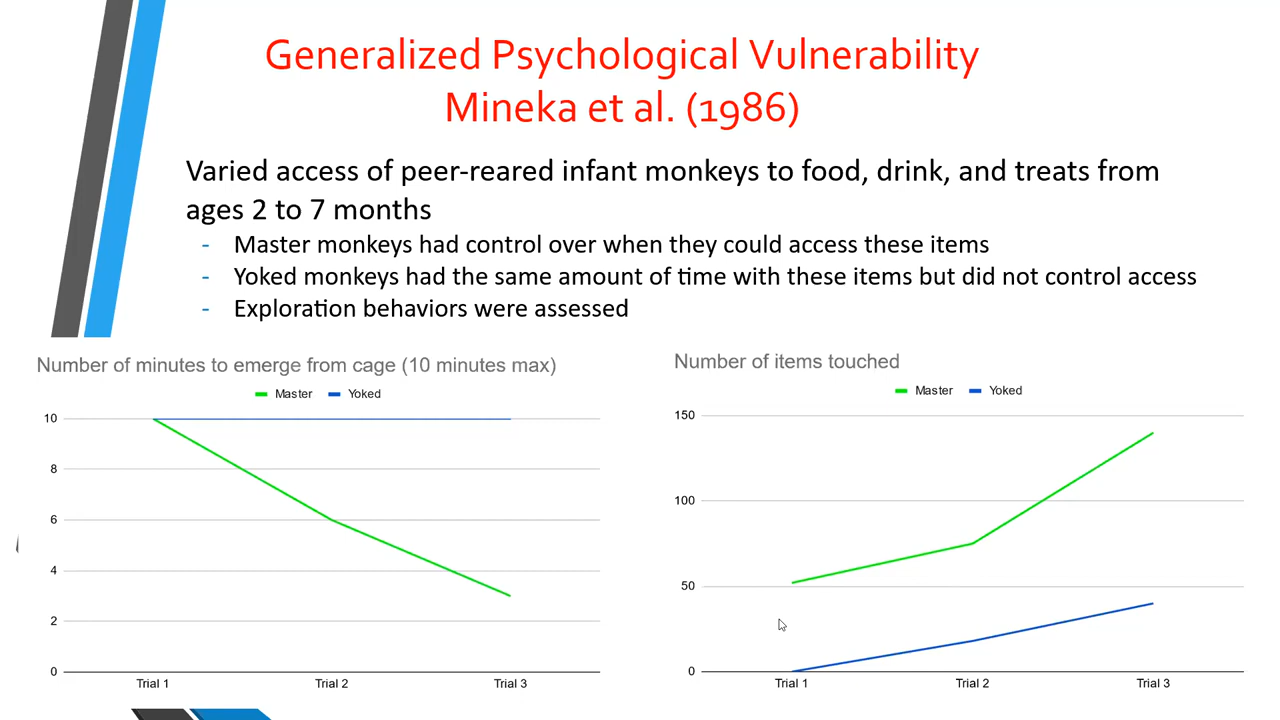 Generalized Psychological Vulnerability
Mineka et al. (1986)
Varied access of peer-reared infant monkeys to food, drink, and treats from
ages 2 to 7 months
- Master monkeys had control over when they could access these items
- Yoked monkeys had the same amount of time with these items but did not control access
- Exploration behaviors were assessed
Number of minutes to emerge from cage (10 minutes max)
Master Yoked
10
8
6
4
2
0
Trial 1 Trial 2 Trial 3
Number of items touched
Master Yoked
150
100
50
0
Trial 1 Trial 2 Trial 3